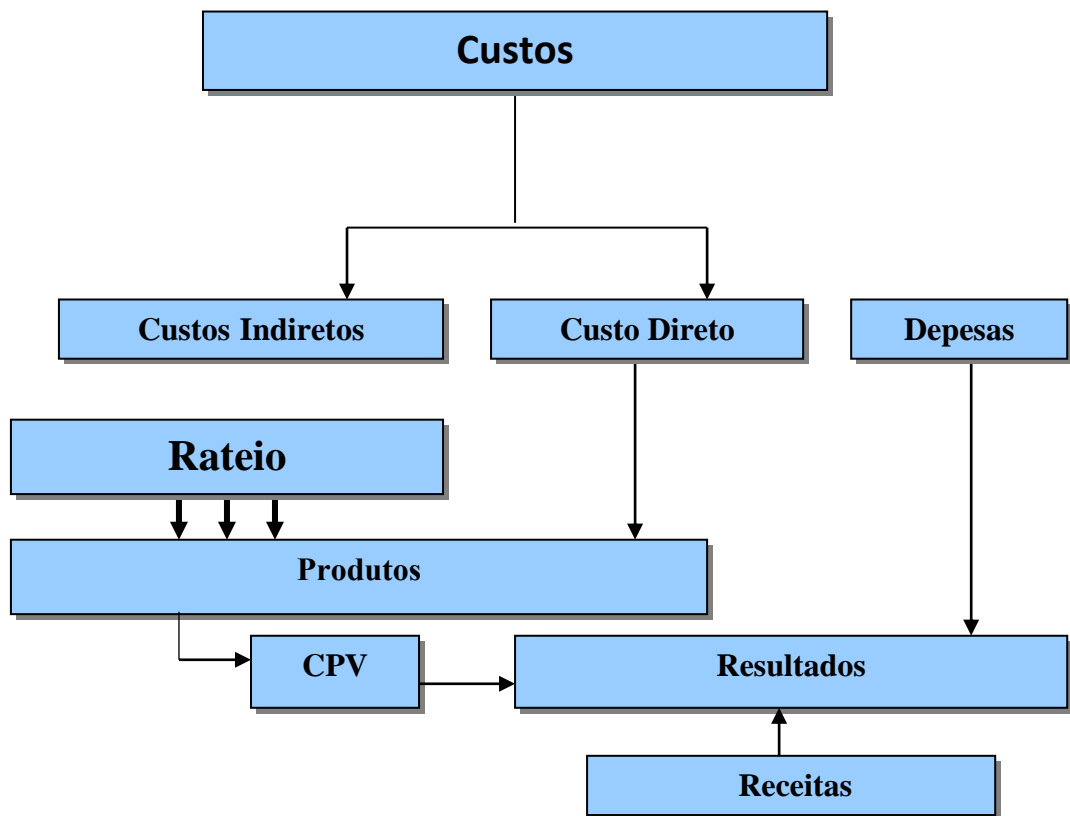 Custos
Custos Indiretos
Custo Direto
Depesas
Rateio
Produtos
CPV
Resultados
Receitas